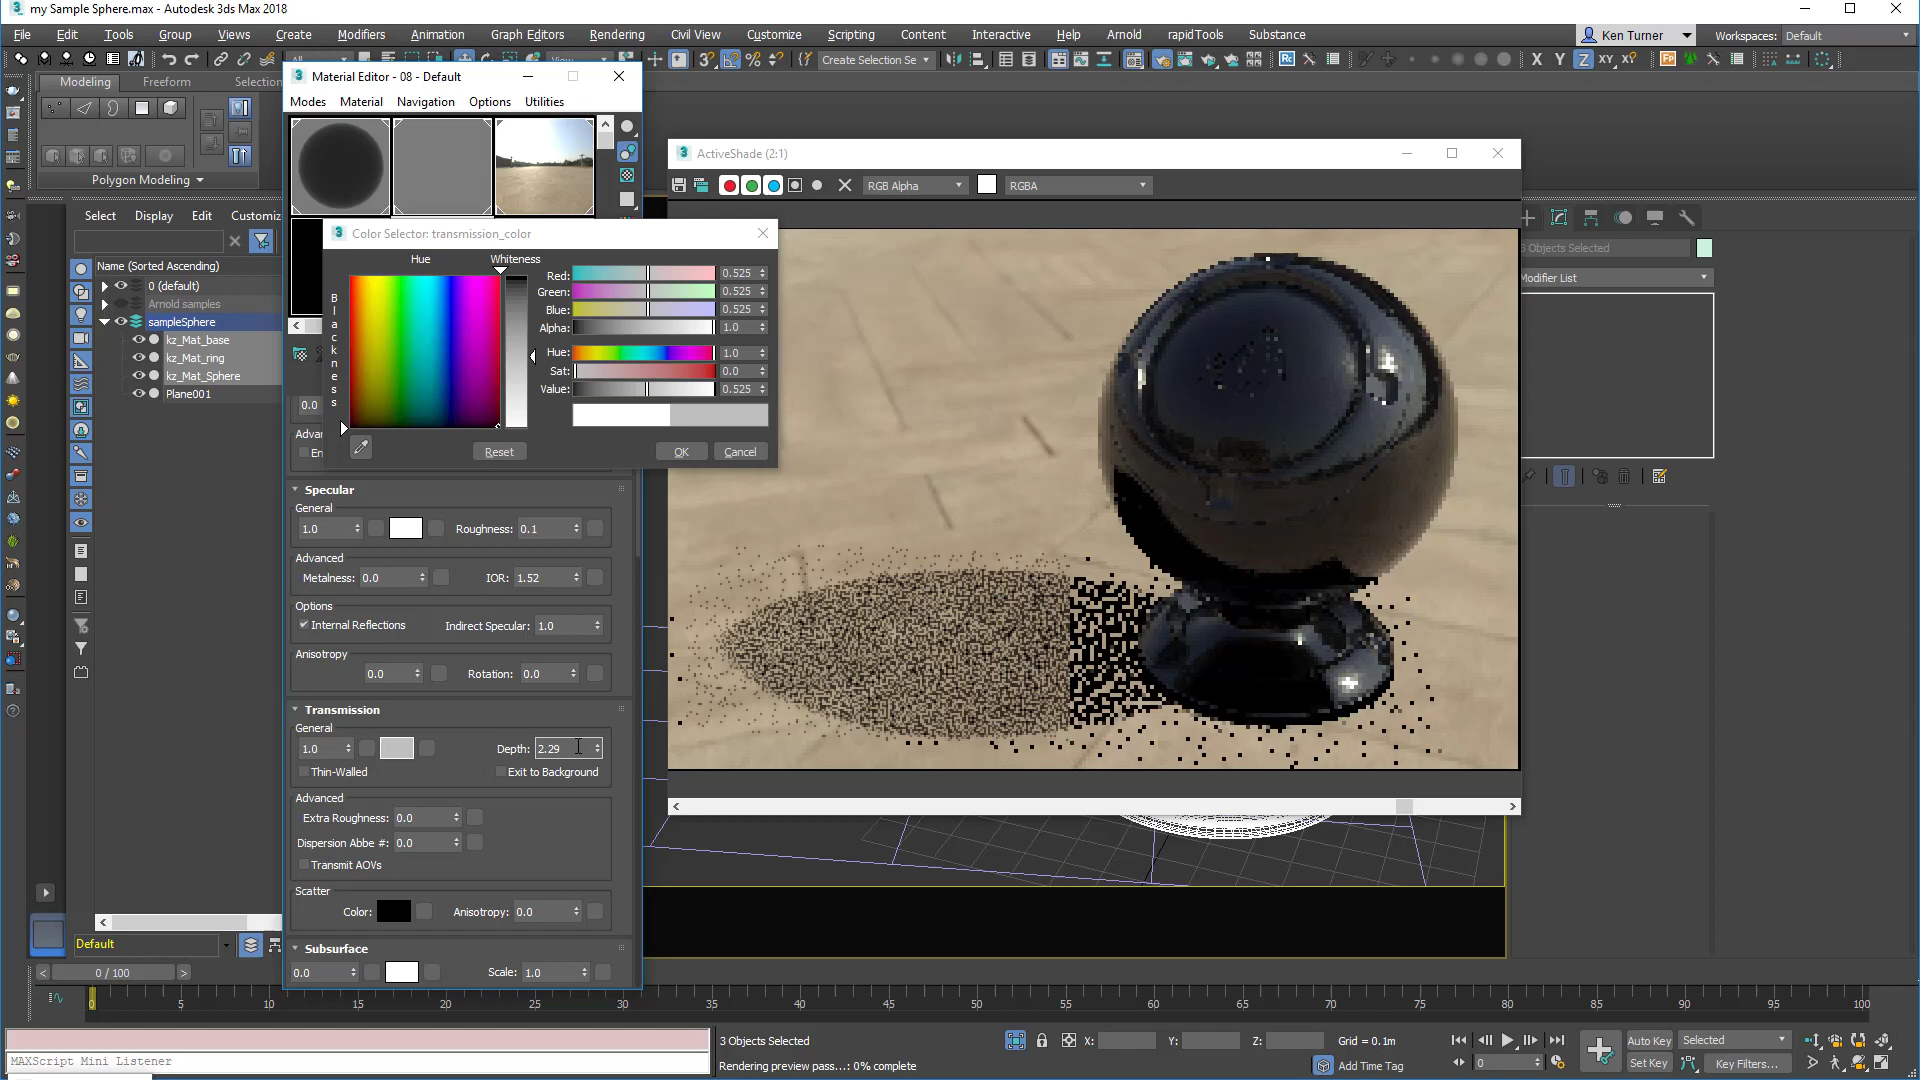 my Sample Sphere.max - Autodesk 3ds Max 2018
File Edit Tools Group Views Create Modifiers Animation Graph Editors Rendering Civil View Customize Scripting Content Interactive Help Arnold rapidTools Substance Ken Turner Workspaces: Default
All View Create Selection Se X Y Z XY
Modeling Freeform Selection
Polygon Modeling
Select Display Edit Customiz
Name (Sorted Ascending)
0 (default)
Arnold samples
sampleSphere
kz_Mat_base
kz_Mat_ring
kz_Mat_Sphere
Plane001
Default
Material Editor - 08 - Default
Modes Material Navigation Options Utilities
Color Selector: transmission_color
Hue Whiteness
Blackness
Red: 0.525
Green: 0.525
Blue: 0.525
Alpha: 1.0
Hue: 1.0
Sat: 0.0
Value: 0.525
Reset OK Cancel
0.0
Advan
En
Specular
General
1.0 Roughness: 0.1
Advanced
Metalness: 0.0 IOR: 1.52
Options
Internal Reflections Indirect Specular: 1.0
Anisotropy
0.0 Rotation: 0.0
Transmission
General
1.0 Depth: 2.29
Thin-Walled Exit to Background
Advanced
Extra Roughness: 0.0
Dispersion Abbe #: 0.0
Transmit AOVs
Scatter
Color: Anisotropy: 0.0
Subsurface
0.0 Scale: 1.0
ActiveShade (2:1)
RGB Alpha RGBA
3 Objects Selected
Modifier List
0 / 100
0 5 10 15 20 25 30 35 40 45 50 55 60 65 70 75 80 85 90 95 100
MAXScript Mini Listener
3 Objects Selected
Rendering preview pass...: 0% complete
X: Y: Z: Grid = 0.1m
Add Time Tag
0
Auto Key Selected
Set Key Key Filters...